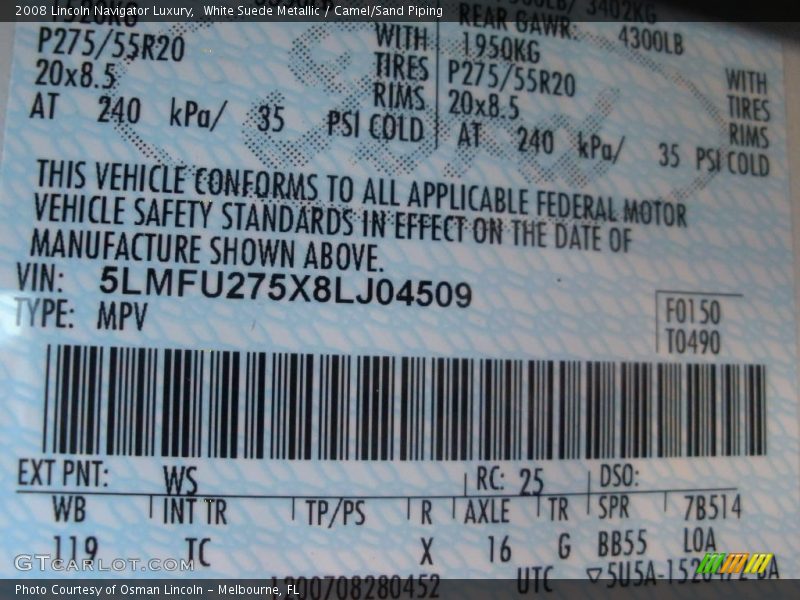 2008 Lincoln Navigator Luxury, White Suede Metallic / Camel/Sand Piping
3402KG
REAR GAWR: 4300LB
WITH 1950KG
P275/55R20 TIRES P275/55R20 WITH
20x8.5 RIMS 20x8.5 TIRES
RIMS
AT 240 kPa/ 35 PSI COLD AT 240 kPa/ 35 PSI COLD
THIS VEHICLE CONFORMS TO ALL APPLICABLE FEDERAL MOTOR
VEHICLE SAFETY STANDARDS IN EFFECT ON THE DATE OF
MANUFACTURE SHOWN ABOVE.
VIN: 5LMFU275X8LJ04509
TYPE: MPV
F0150
T0490
EXT PNT: WS RC: 25 DSO:
WB INT TR TP/PS R AXLE TR SPR 7B514
119 TC X 16 G BB55 L0A
GTCARLOT.COM
1200708280452 UTC
Photo Courtesy of Osman Lincoln – Melbourne, FL